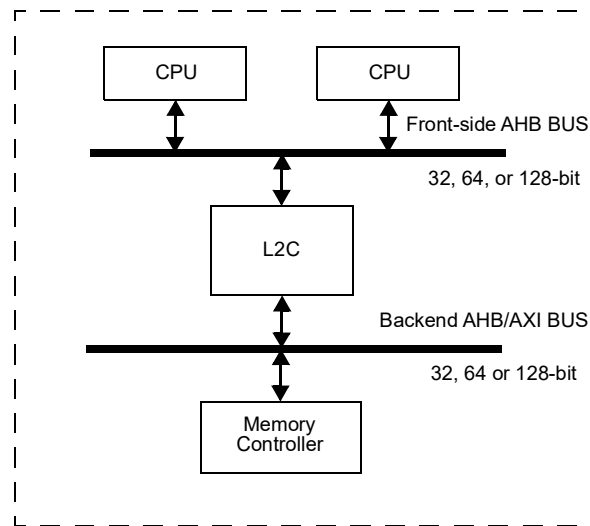 CPU
CPU
Front-side AHB BUS
32, 64, or 128-bit
L2C
Backend AHB/AXI BUS
32, 64 or 128-bit
Memory
Controller